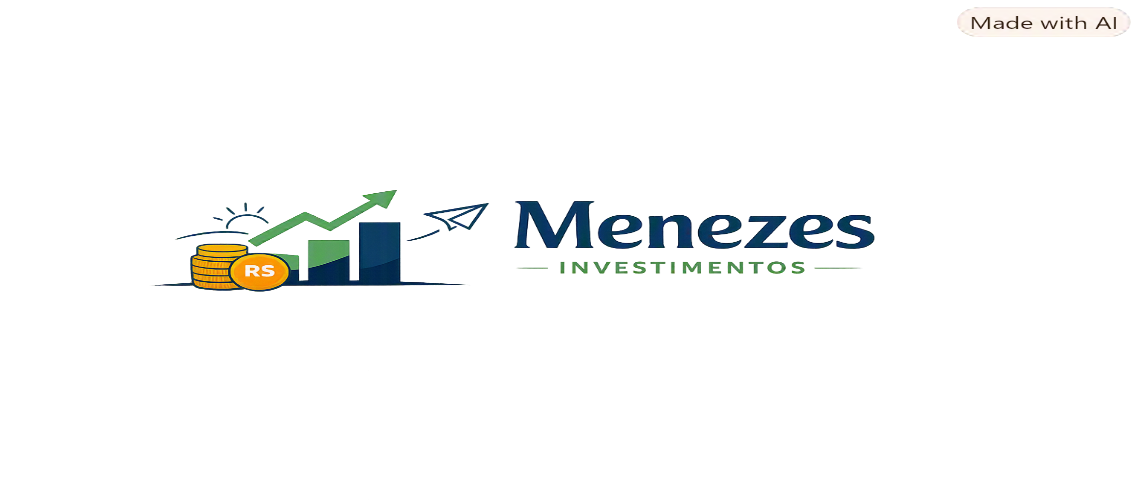 Made with AI
Menezes
INVESTIMENTOS
RS